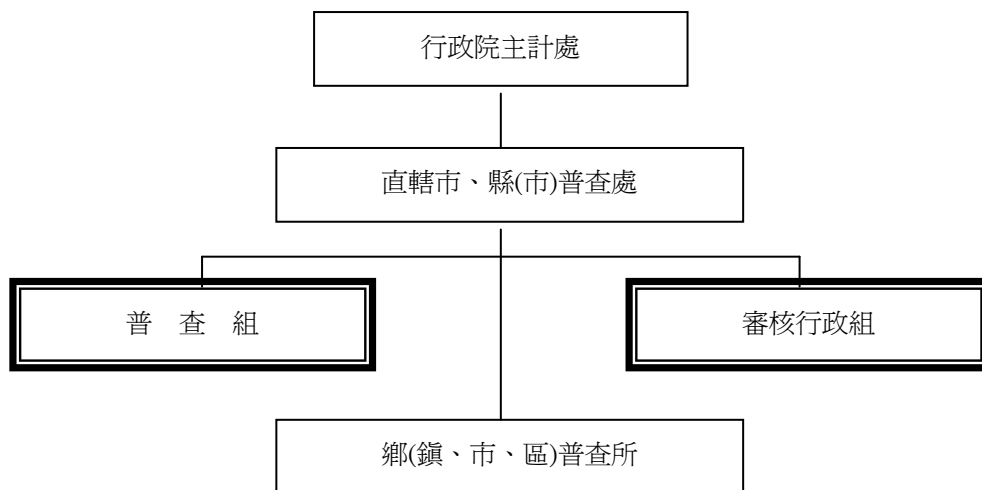 行政院主計處
直轄市、縣(市)普查處
普　查　組
審核行政組
鄉(鎮、市、區)普查所